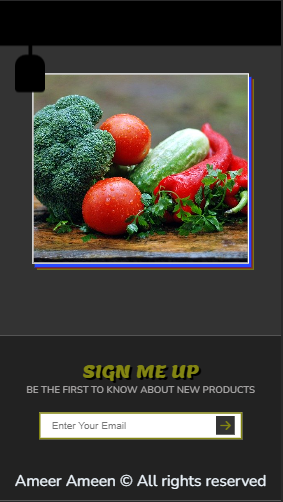 SIGN ME UP
BE THE FIRST TO KNOW ABOUT NEW PRODUCTS
Enter Your Email
Ameer Ameen © All rights reserved